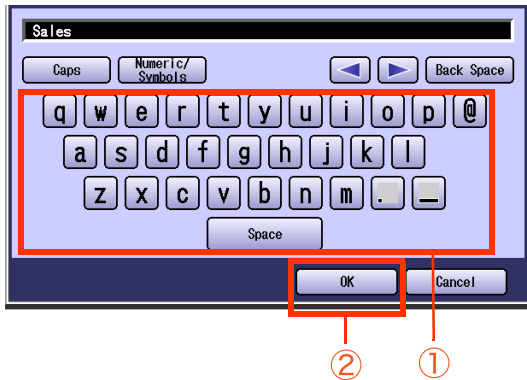 Sales
Caps Numeric/ Back Space
Symbols
q w e r t y u i o p @
a s d f g h j k l
z x c v b n m . _
Space
OK Cancel
② ①